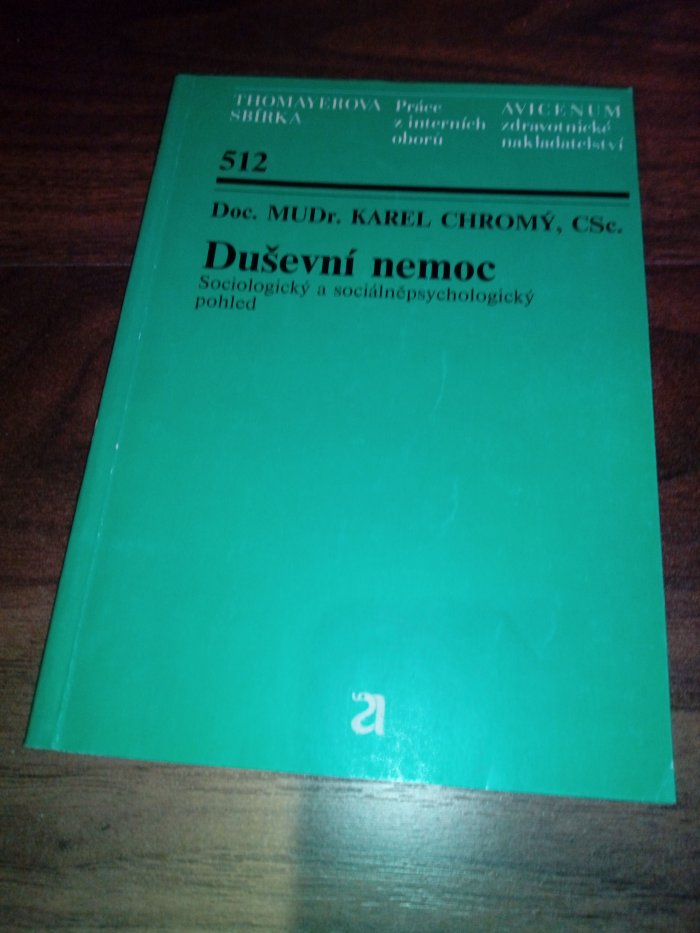 THOMAYEROVA
SBÍRKA
Práce
z interních
oborů
AVICENUM
zdravotnické
nakladatelství
512
Doc. MUDr. KAREL CHROMÝ, CSc.
Duševní nemoc
Sociologický a sociálněpsychologický
pohled